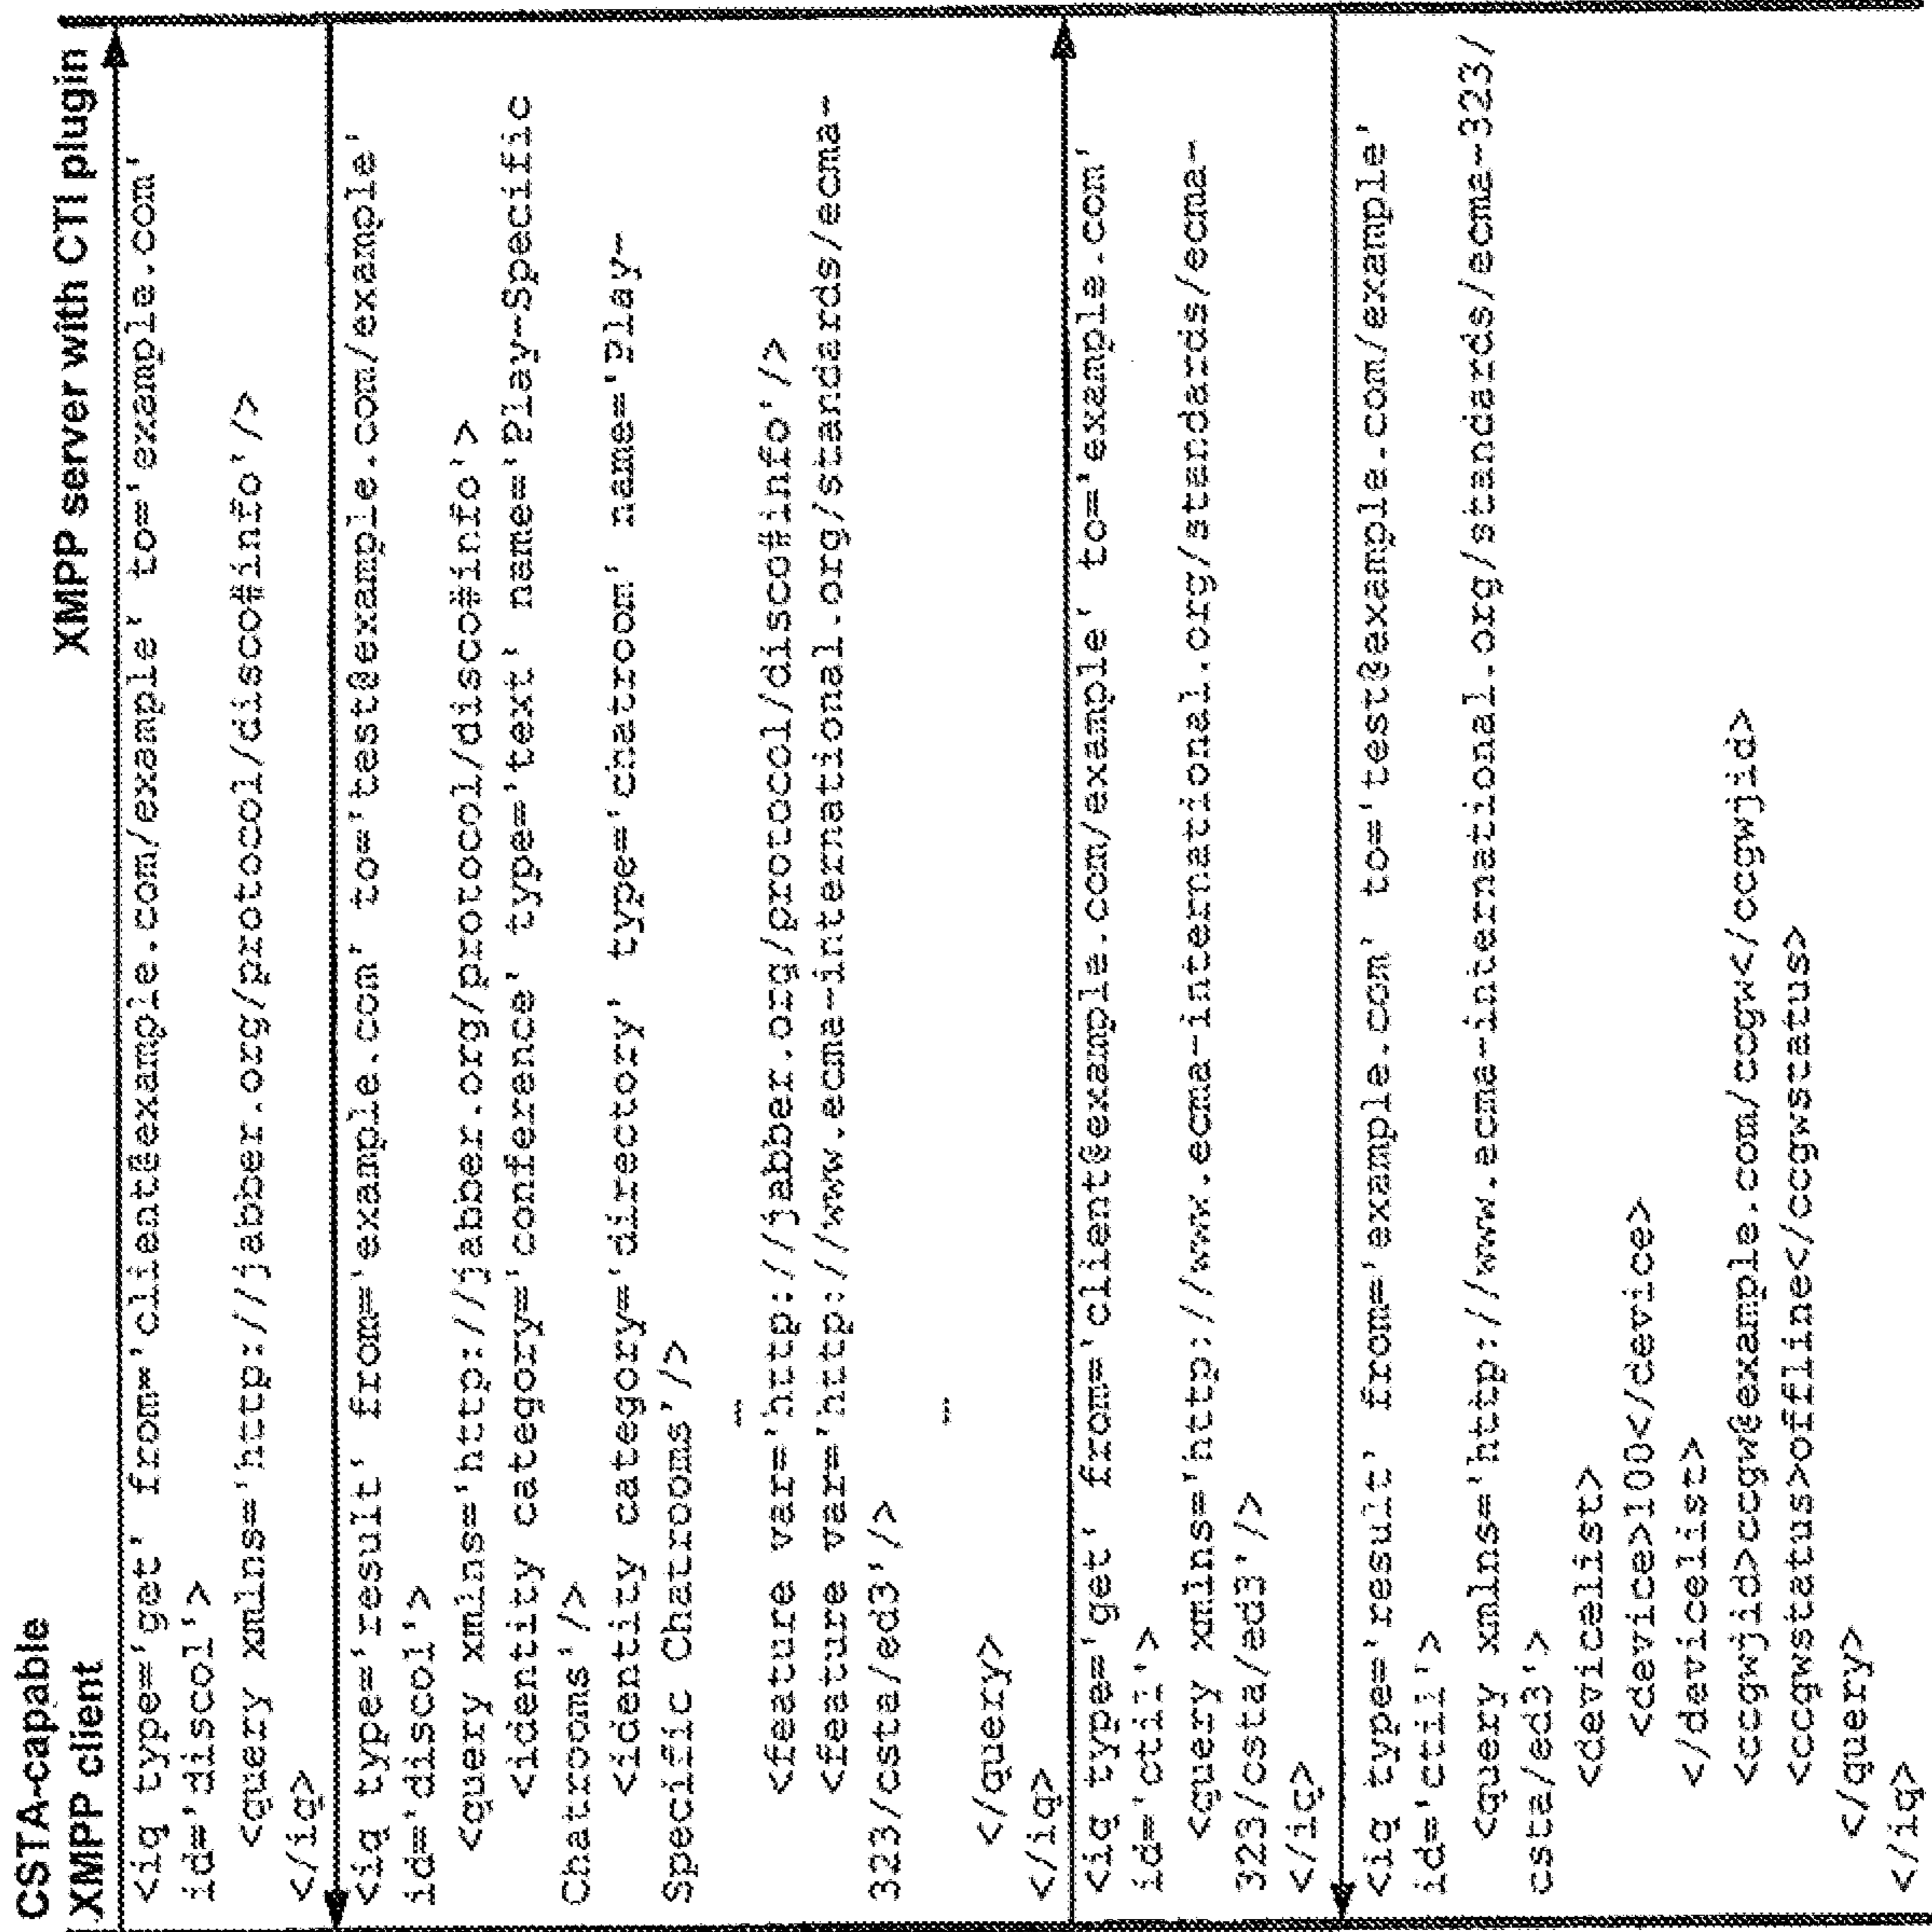 CSTA-capable
XMPP client
XMPP server with CTI plugin
<iq type='get' from='client@example.com/example' to='example.com'
id='disco1'>
<query xmlns='http://jabber.org/protocol/disco#info'/>
</iq>
<iq type='result' from='example.com' to='test@example.com/example'
id='disco1'>
<query xmlns='http://jabber.org/protocol/disco#info'>
<identity category='conference' type='text' name='Play-Specific
Chatrooms'/>
<identity category='directory' type='chatroom' name='Play-
Specific Chatrooms'/>
…
<feature var='http://jabber.org/protocol/disco#info'/>
<feature var='http://www.ecma-international.org/standards/ecma-
323/csta/ed3'/>
…
</query>
</iq>
<iq type='get' from='client@example.com/example' to='example.com'
id='cti1'>
<query xmlns='http://www.ecma-international.org/standards/ecma-
323/csta/ed3'/>
</iq>
<iq type='result' from='example.com' to='test@example.com/example'
id='cti1'>
<query xmlns='http://www.ecma-international.org/standards/ecma-323/
csta/ed3'>
<devicelist>
<device>100</device>
</devicelist>
<ccgwjid>ccgw@example.com/ccgw</ccgwjid>
<ccgwstatus>offline</ccgwstatus>
</query>
</iq>